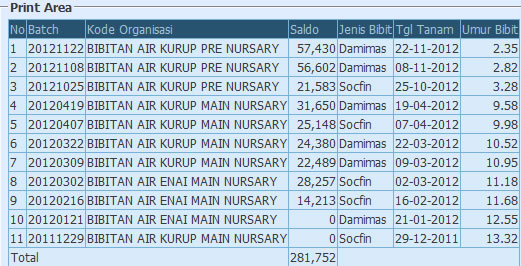 Print Area
No Batch Kode Organisasi Saldo Jenis Bibit Tgl Tanam Umur Bibit
1 20121122 BIBITAN AIR KURUP PRE NURSARY 57,430 Damimas 22-11-2012 2.35
2 20121108 BIBITAN AIR KURUP PRE NURSARY 56,602 Damimas 08-11-2012 2.82
3 20121025 BIBITAN AIR KURUP PRE NURSARY 21,583 Socfin 25-10-2012 3.28
4 20120419 BIBITAN AIR KURUP MAIN NURSARY 31,650 Damimas 19-04-2012 9.58
5 20120407 BIBITAN AIR KURUP MAIN NURSARY 25,148 Socfin 07-04-2012 9.98
6 20120322 BIBITAN AIR KURUP MAIN NURSARY 24,380 Damimas 22-03-2012 10.52
7 20120309 BIBITAN AIR KURUP MAIN NURSARY 22,489 Damimas 09-03-2012 10.95
8 20120302 BIBITAN AIR ENAI MAIN NURSARY 28,257 Socfin 02-03-2012 11.18
9 20120216 BIBITAN AIR ENAI MAIN NURSARY 14,213 Socfin 16-02-2012 11.68
10 20120121 BIBITAN AIR ENAI MAIN NURSARY 0 Damimas 21-01-2012 12.55
11 20111229 BIBITAN AIR KURUP MAIN NURSARY 0 Socfin 29-12-2011 13.32
Total 281,752